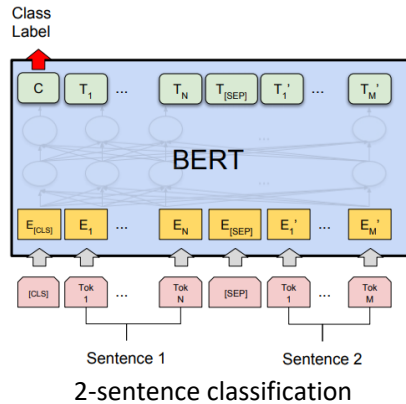 Class
Label
C T1 ... TN T[SEP] T1' ... TM'
...
BERT
...
E[CLS] E1 ... EN E[SEP] E1' ... EM'
[CLS] Tok 1 ... Tok N [SEP] Tok 1 ... Tok M
Sentence 1 Sentence 2
2-sentence classification